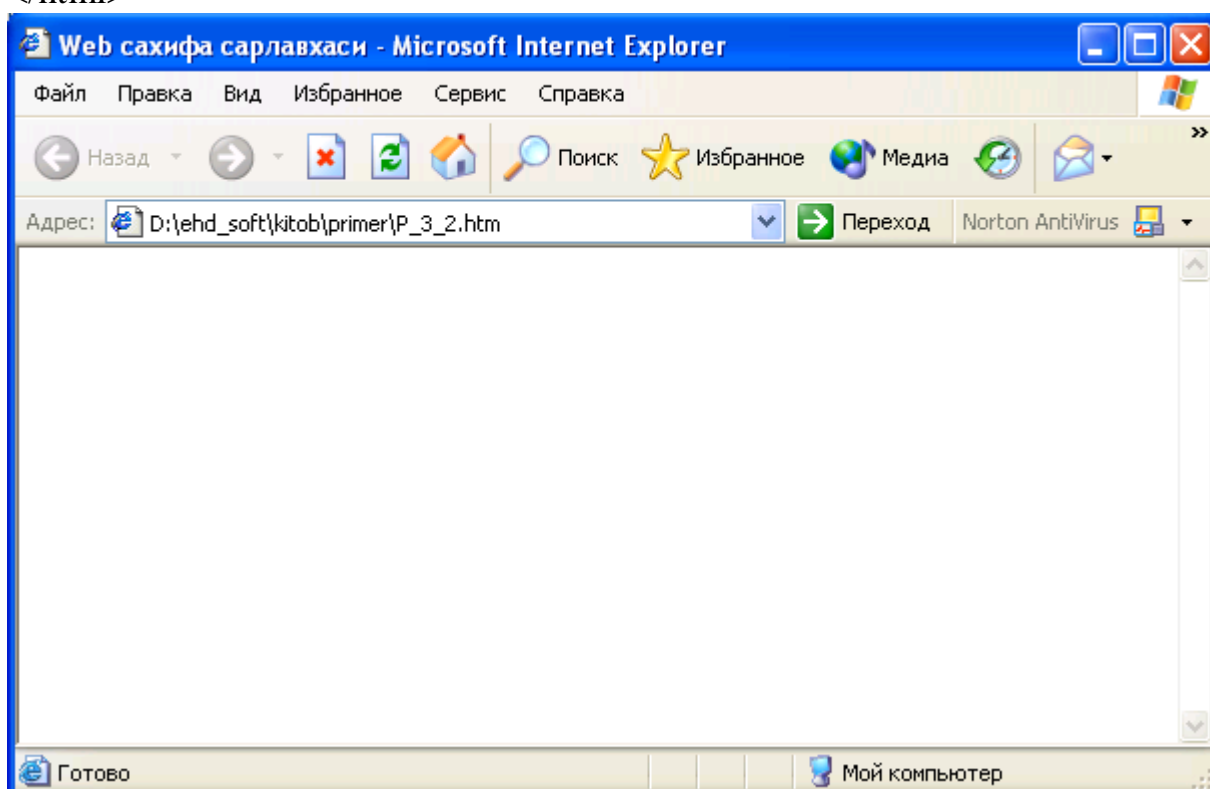 </html>
Web сахифа сарлавхаси - Microsoft Internet Explorer
Файл Правка Вид Избранное Сервис Справка
Назад Поиск Избранное Медиа »
Адрес: D:\ehd_soft\kitob\primer\P_3_2.htm Переход Norton AntiVirus
Готово Мой компьютер